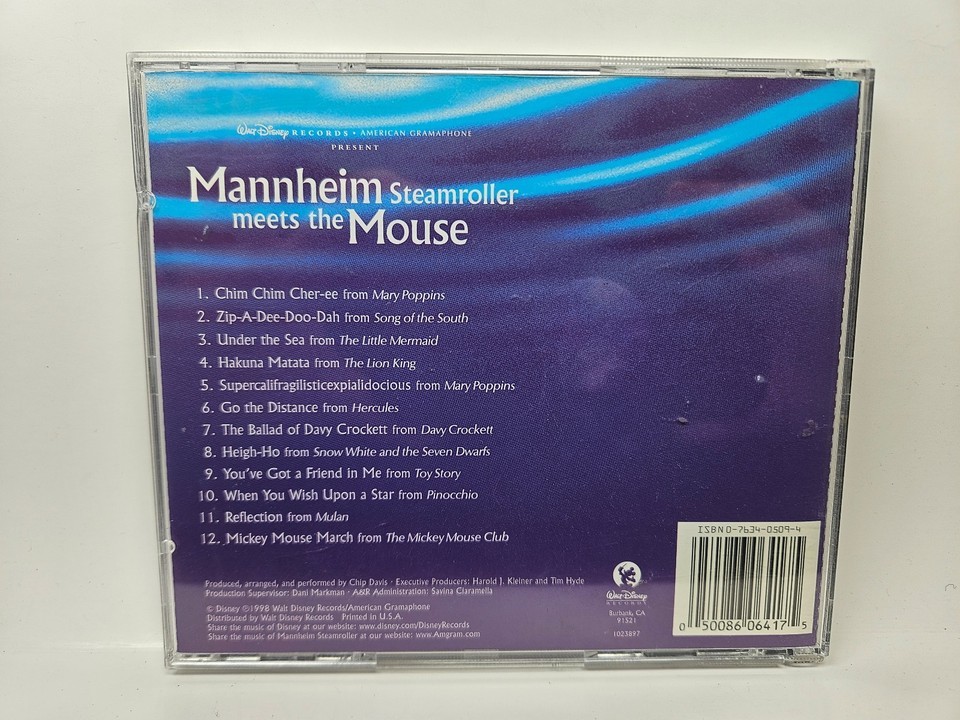 Walt Disney RECORDS • AMERICAN GRAMAPHONE
PRESENT
Mannheim Steamroller
meets the Mouse
1. Chim Chim Cher-ee from Mary Poppins
2. Zip-A-Dee-Doo-Dah from Song of the South
3. Under the Sea from The Little Mermaid
4. Hakuna Matata from The Lion King
5. Supercalifragilisticexpialidocious from Mary Poppins
6. Go the Distance from Hercules
7. The Ballad of Davy Crockett from Davy Crockett
8. Heigh-Ho from Snow White and the Seven Dwarfs
9. You've Got a Friend in Me from Toy Story
10. When You Wish Upon a Star from Pinocchio
11. Reflection from Mulan
12. Mickey Mouse March from The Mickey Mouse Club
Produced, arranged, and performed by Chip Davis · Executive Producers: Harold J. Kleiner and Tim Hyde
Production Supervisor: Dani Markman · A&R Administration: Savina Ciaramella
© Disney ℗1998 Walt Disney Records/American Gramaphone
Distributed by Walt Disney Records Printed in U.S.A.
Share the music of Disney at our website: www.disney.com/DisneyRecords
Share the music of Mannheim Steamroller at our website: www.Amgram.com
Walt Disney
RECORDS
Burbank, CA
91521
1023897
ISBN 0-7634-0509-4
0 50086 06417 5